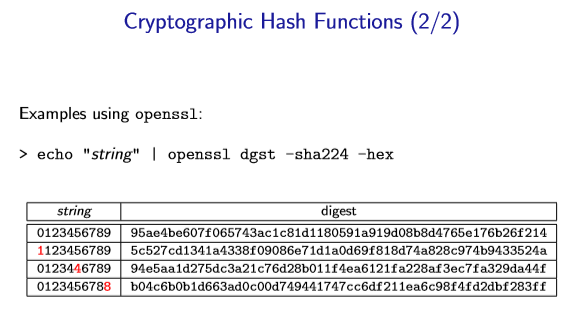 Cryptographic Hash Functions (2/2)
Examples using openssl:
> echo "string" | openssl dgst -sha224 -hex
string digest
0123456789 95ae4be607f065743ac1c81d1180591a919d08b8d4765e176b26f214
1123456789 5c527cd1341a4338f09086e71d1a0d69f818d74a828c974b9433524a
0123446789 94e5aa1d275dc3a21c76d28b011f4ea6121fa228af3ec7fa329da44f
0123456788 b04c6b0b1d663ad0c00d749441747cc6df211ea6c98f4fd2dbf283ff